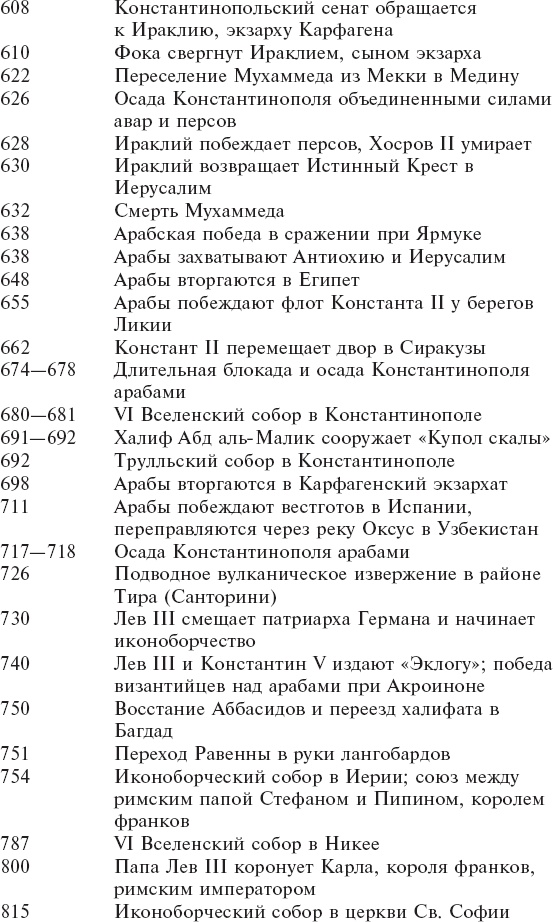 608 Константинопольский сенат обращается
к Ираклию, экзарху Карфагена
610 Фока свергнут Ираклием, сыном экзарха
622 Переселение Мухаммеда из Мекки в Медину
626 Осада Константинополя объединенными силами
авар и персов
628 Ираклий побеждает персов, Хосров II умирает
630 Ираклий возвращает Истинный Крест в
Иерусалим
632 Смерть Мухаммеда
638 Арабская победа в сражении при Ярмуке
638 Арабы захватывают Антиохию и Иерусалим
648 Арабы вторгаются в Египет
655 Арабы побеждают флот Константа II у берегов
Ликии
662 Констант II перемещает двор в Сиракузы
674—678 Длительная блокада и осада Константинополя
арабами
680—681 VI Вселенский собор в Константинополе
691—692 Халиф Абд аль-Малик сооружает «Купол скалы»
692 Трулльский собор в Константинополе
698 Арабы вторгаются в Карфагенский экзархат
711 Арабы побеждают вестготов в Испании,
переправляются через реку Оксус в Узбекистан
717—718 Осада Константинополя арабами
726 Подводное вулканическое извержение в районе
Тира (Санторини)
730 Лев III смещает патриарха Германа и начинает
иконоборчество
740 Лев III и Константин V издают «Эклогу»; победа
византийцев над арабами при Акроиноне
750 Восстание Аббасидов и переезд халифата в
Багдад
751 Переход Равенны в руки лангобардов
754 Иконоборческий собор в Иерии; союз между
римским папой Стефаном и Пипином, королем
франков
787 VI Вселенский собор в Никее
800 Папа Лев III коронует Карла, короля франков,
римским императором
815 Иконоборческий собор в церкви Св. Софии